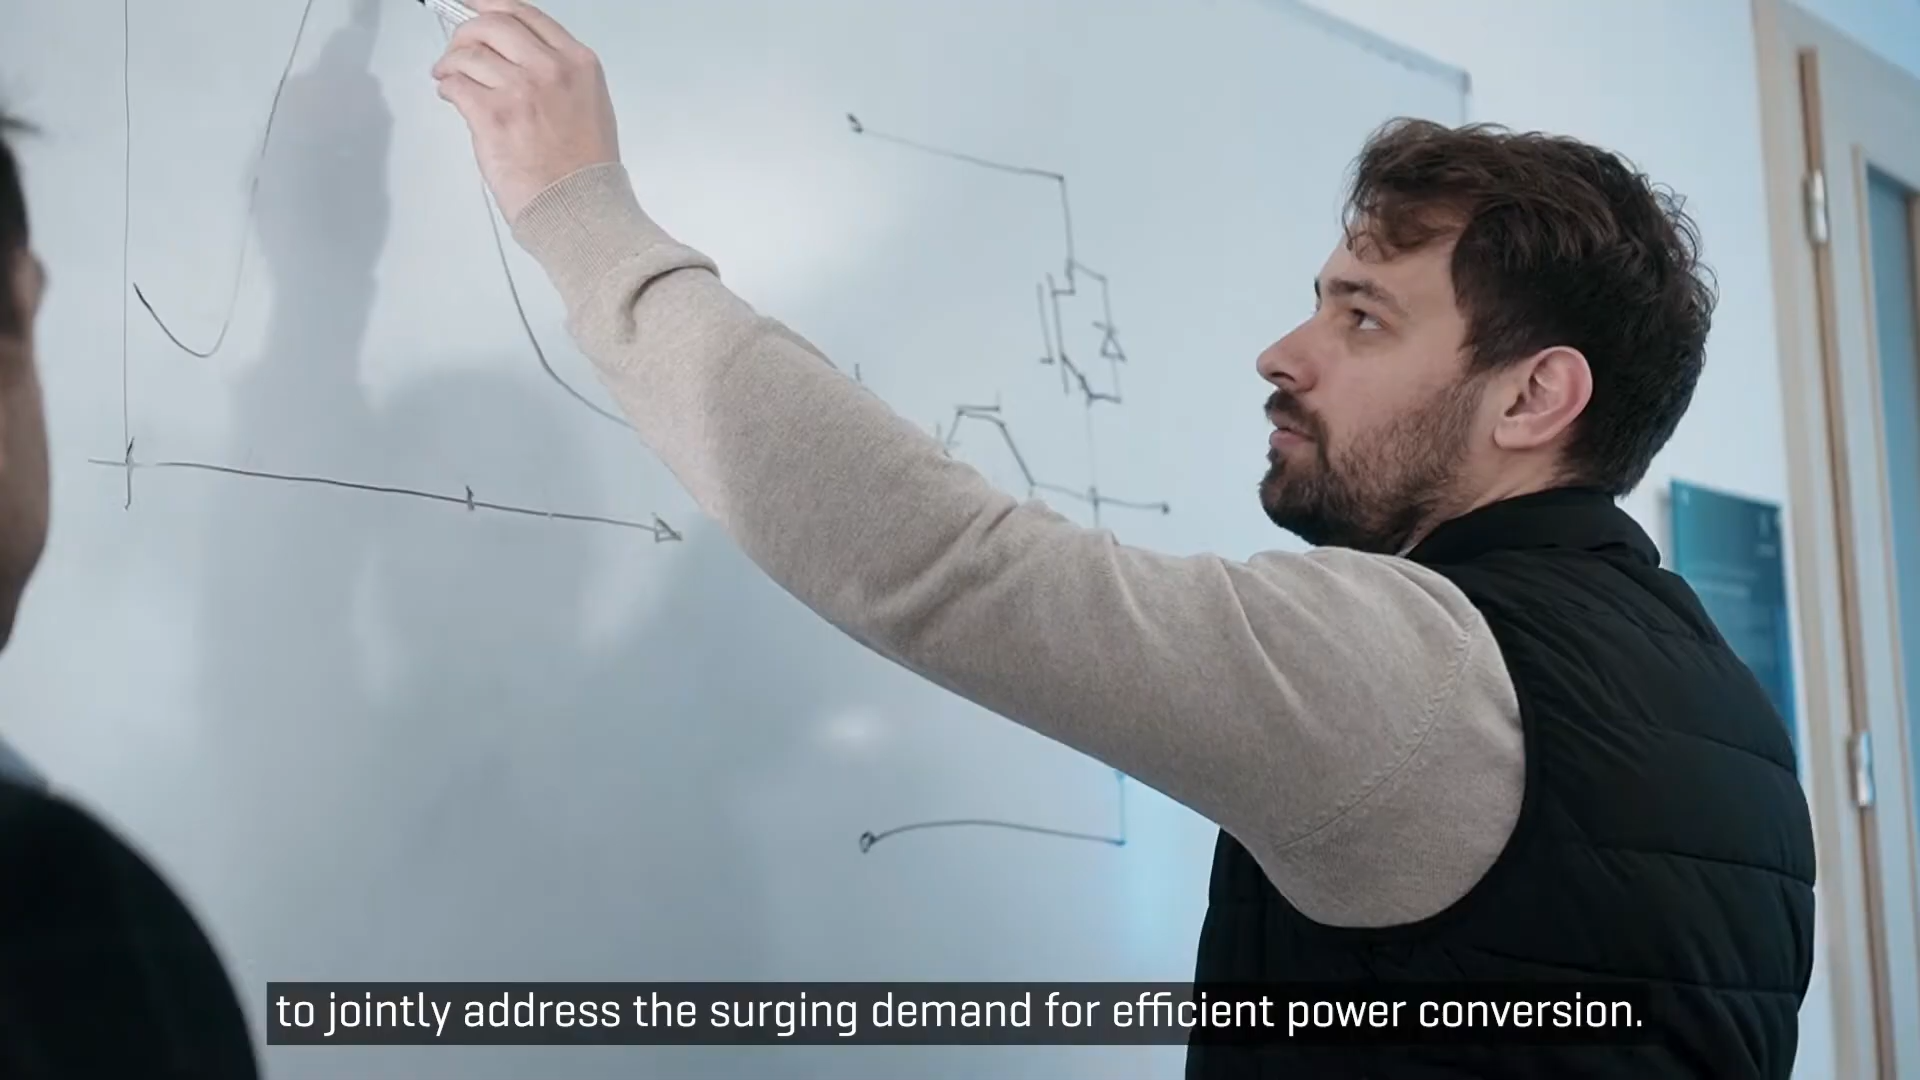 to jointly address the surging demand for efficient power conversion.